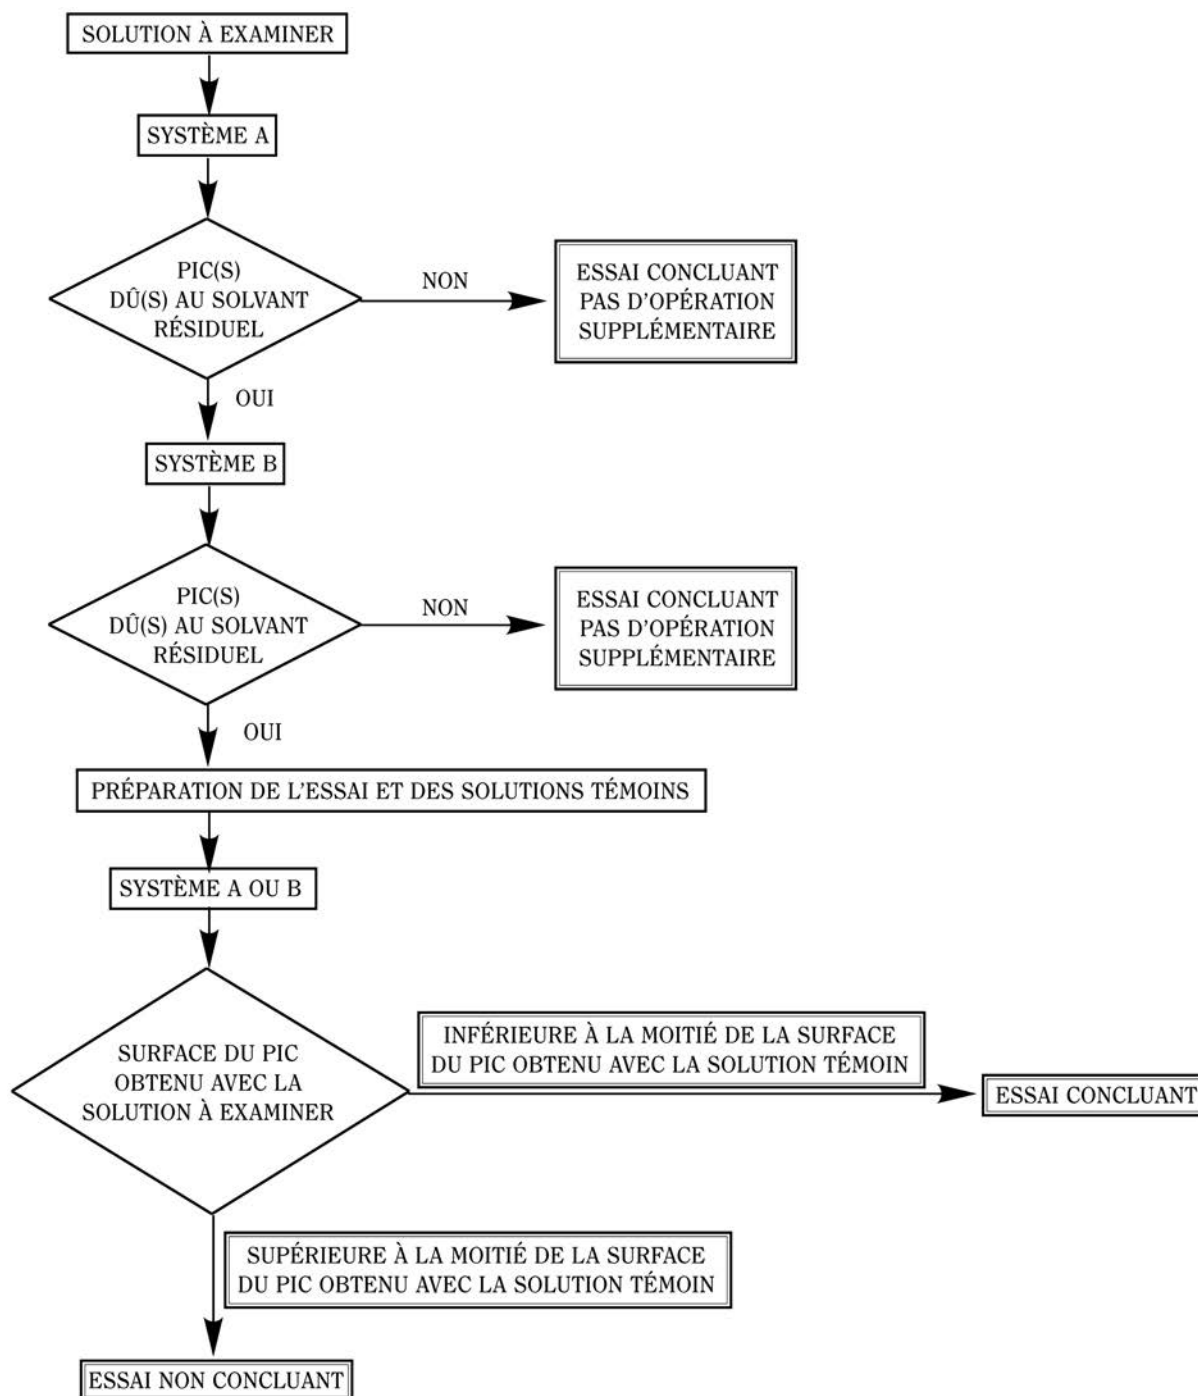 SOLUTION À EXAMINER
SYSTÈME A
PIC(S)
DÛ(S) AU SOLVANT
RÉSIDUEL
NON
ESSAI CONCLUANT
PAS D'OPÉRATION
SUPPLÉMENTAIRE
OUI
SYSTÈME B
PIC(S)
DÛ(S) AU SOLVANT
RÉSIDUEL
NON
ESSAI CONCLUANT
PAS D'OPÉRATION
SUPPLÉMENTAIRE
OUI
PRÉPARATION DE L'ESSAI ET DES SOLUTIONS TÉMOINS
SYSTÈME A OU B
SURFACE DU PIC
OBTENU AVEC LA
SOLUTION À EXAMINER
INFÉRIEURE À LA MOITIÉ DE LA SURFACE
DU PIC OBTENU AVEC LA SOLUTION TÉMOIN
ESSAI CONCLUANT
SUPÉRIEURE À LA MOITIÉ DE LA SURFACE
DU PIC OBTENU AVEC LA SOLUTION TÉMOIN
ESSAI NON CONCLUANT